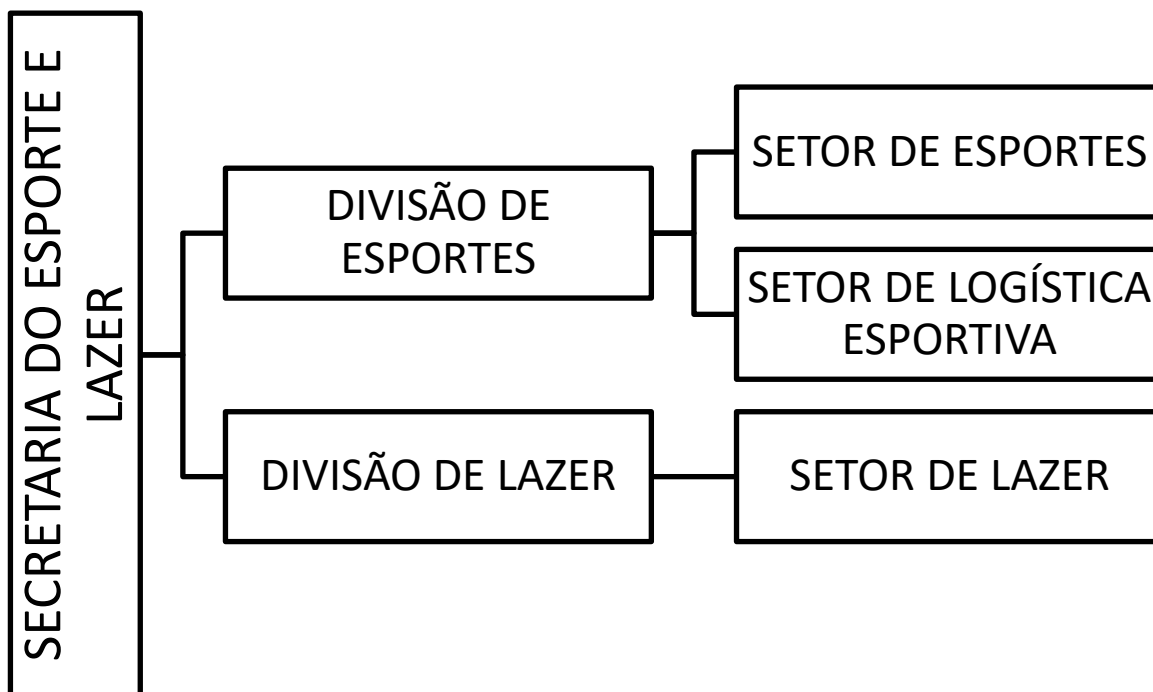 SECRETARIA DO ESPORTE E
LAZER
DIVISÃO DE
ESPORTES
SETOR DE ESPORTES
SETOR DE LOGÍSTICA
ESPORTIVA
DIVISÃO DE LAZER
SETOR DE LAZER